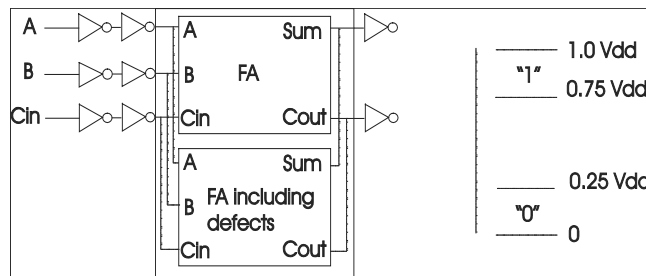 A
B
Cin
A
B
Cin
Sum
FA
Cout
A
B
Cin
Sum
FA including
defects
Cout
1.0 Vdd
"1"
0.75 Vdd
0.25 Vdd
"0"
0